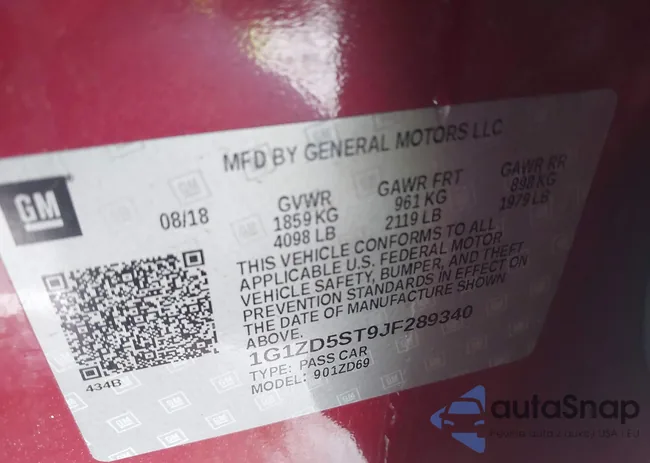 MFD BY GENERAL MOTORS LLC
GM
08/18
GVWR
1859 KG
4098 LB
GAWR FRT
961 KG
2119 LB
GAWR RR
898 KG
1979 LB
THIS VEHICLE CONFORMS TO ALL
APPLICABLE U.S. FEDERAL MOTOR
VEHICLE SAFETY, BUMPER, AND THEFT
PREVENTION STANDARDS IN EFFECT ON
THE DATE OF MANUFACTURE SHOWN
ABOVE.
1G1ZD5ST9JF289340
TYPE: PASS CAR
MODEL: 901ZD69
434B
autoSnap